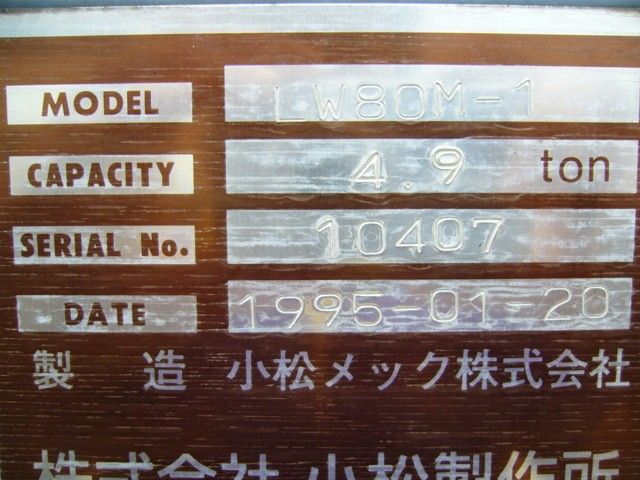 MODEL LW80M-1
CAPACITY 4.9 ton
SERIAL No. 10407
DATE 1995-01-20
製 造 小松メック株式会社
株式会社 小松製作所